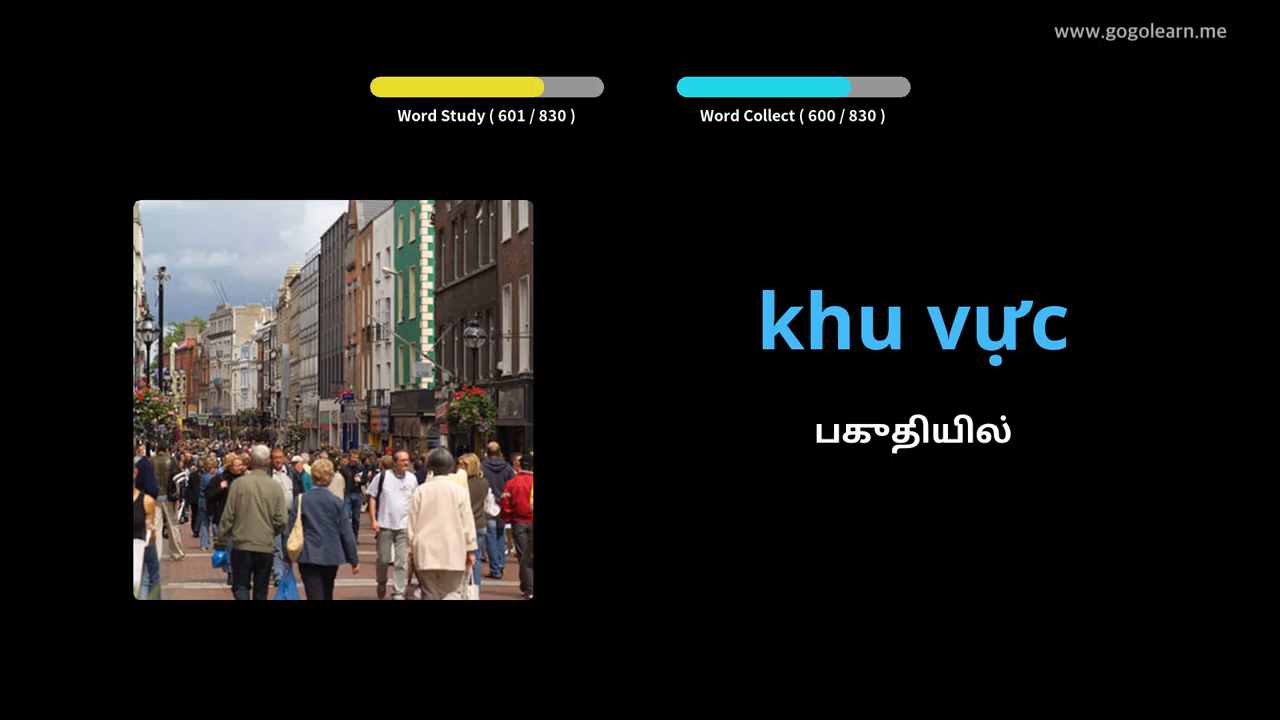 www.gogolearn.me
Word Study ( 601 / 830 )
Word Collect ( 600 / 830 )
khu vực
பகுதியில்